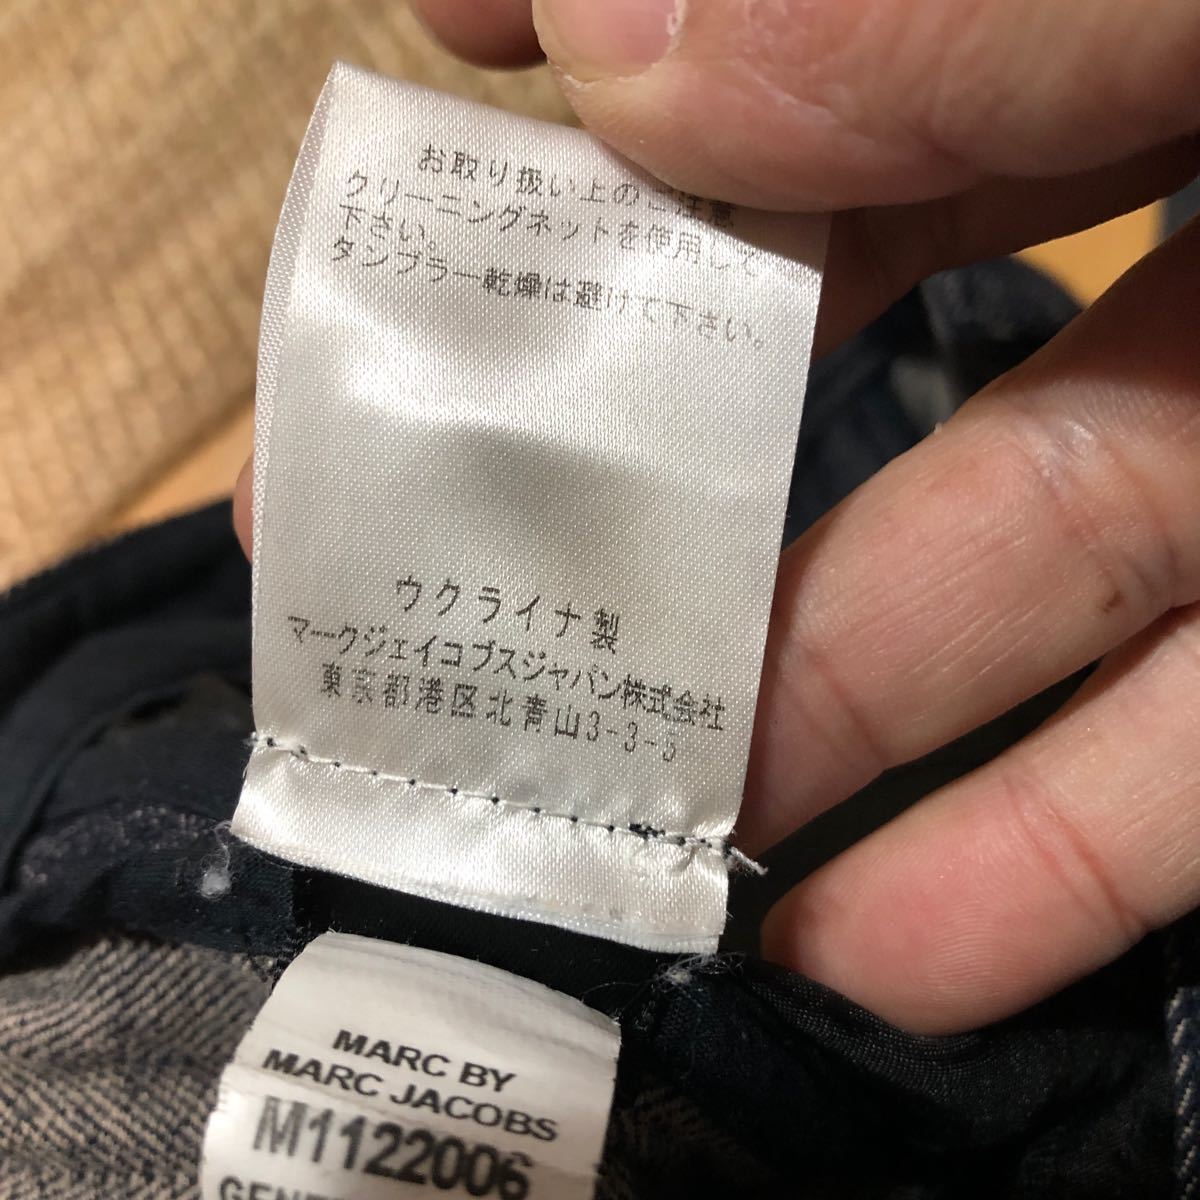 お取り扱い上のご注意
クリーニングネットを使用して
下さい。
タンブラー乾燥は避けて下さい。
ウクライナ製
マークジェイコブスジャパン株式会社
東京都港区北青山3-3-5
MARC BY
MARC JACOBS
M1122006